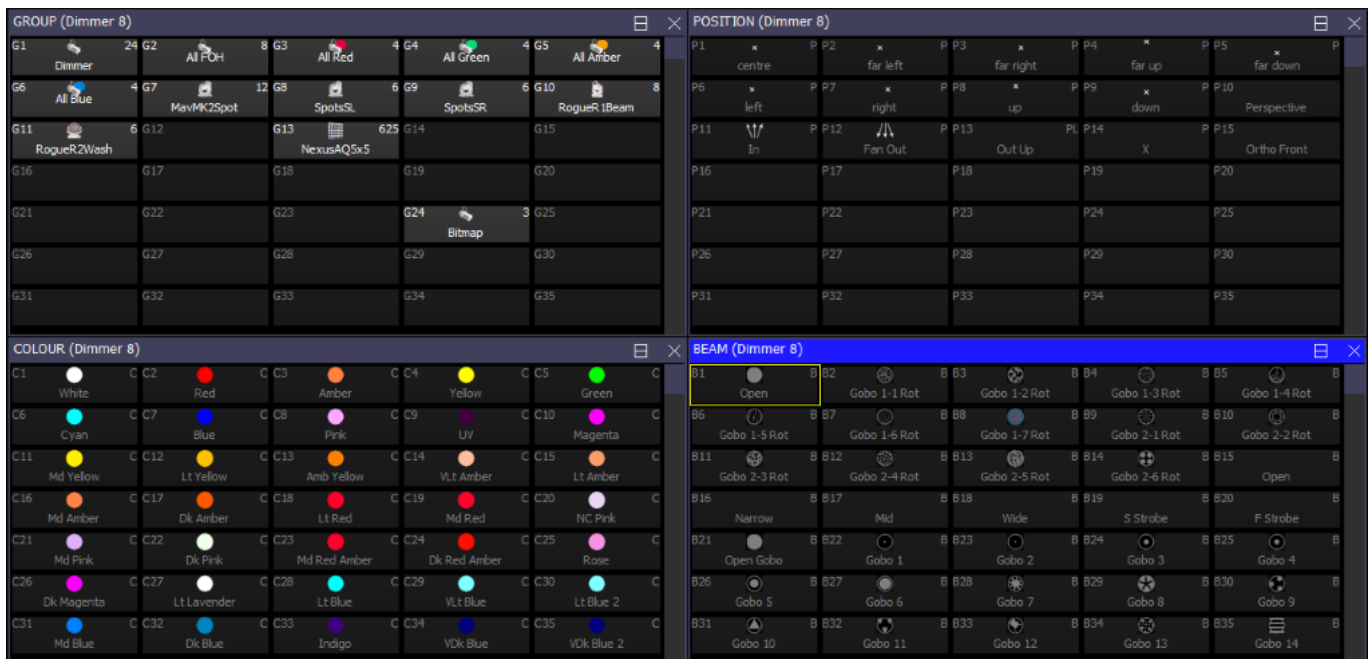 GROUP (Dimmer 8)
G1 24 G2 8 G3 4 G4 4 G5 4
Dimmer All FOH All Red All Green All Amber
G6 4 G7 12 G8 6 G9 6 G10 8
All Blue MavMK2Spot SpotsSL SpotsSR RogueR1Beam
G11 6 G12 G13 625 G14 G15
RogueR2Wash NexusAQ5x5
G16 G17 G18 G19 G20
G21 G22 G23 G24 3 G25
Bitmap
G26 G27 G28 G29 G30
G31 G32 G33 G34 G35
POSITION (Dimmer 8)
P1 P P2 P P3 P P4 P P5 P
centre far left far right far up far down
P6 P P7 P P8 P P9 P P10
left right up down Perspective
P11 P P12 P P13 PL P14 P P15
In Fan Out Out Up X Ortho Front
P16 P17 P18 P19 P20
P21 P22 P23 P24 P25
P26 P27 P28 P29 P30
P31 P32 P33 P34 P35
COLOUR (Dimmer 8)
C1 C C2 C C3 C C4 C C5 C
White Red Amber Yellow Green
C6 C C7 C C8 C C9 C C10 C
Cyan Blue Pink UV Magenta
C11 C C12 C C13 C C14 C C15 C
Md Yellow Lt Yellow Amb Yellow VLt Amber Lt Amber
C16 C C17 C C18 C C19 C C20 C
Md Amber Dk Amber Lt Red Md Red NC Pink
C21 C C22 C C23 C C24 C C25 C
Md Pink Dk Pink Md Red Amber Dk Red Amber Rose
C26 C C27 C C28 C C29 C C30 C
Dk Magenta Lt Lavender Lt Blue VLt Blue Lt Blue 2
C31 C C32 C C33 C C34 C C35 C
Md Blue Dk Blue Indigo VDk Blue VDk Blue 2
BEAM (Dimmer 8)
B1 B B2 B B3 B B4 B B5 B
Open Gobo 1-1 Rot Gobo 1-2 Rot Gobo 1-3 Rot Gobo 1-4 Rot
B6 B B7 B B8 B B9 B B10 B
Gobo 1-5 Rot Gobo 1-6 Rot Gobo 1-7 Rot Gobo 2-1 Rot Gobo 2-2 Rot
B11 B B12 B B13 B B14 B B15 B
Gobo 2-3 Rot Gobo 2-4 Rot Gobo 2-5 Rot Gobo 2-6 Rot Open
B16 B B17 B B18 B B19 B B20 B
Narrow Mid Wide S Strobe F Strobe
B21 B B22 B B23 B B24 B B25 B
Open Gobo Gobo 1 Gobo 2 Gobo 3 Gobo 4
B26 B B27 B B28 B B29 B B30 B
Gobo 5 Gobo 6 Gobo 7 Gobo 8 Gobo 9
B31 B B32 B B33 B B34 B B35 B
Gobo 10 Gobo 11 Gobo 12 Gobo 13 Gobo 14